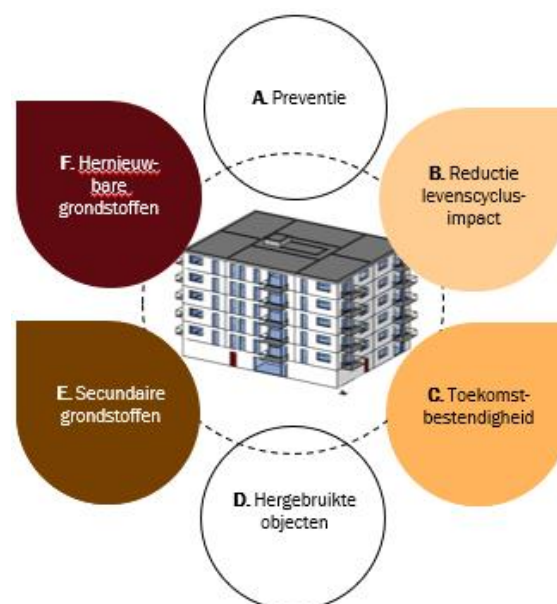 A. Preventie
B. Reductie
levenscyclus-
impact
C. Toekomst-
bestendigheid
D. Hergebruikte
objecten
E. Secundaire
grondstoffen
F. Hernieuw-
bare
grondstoffen